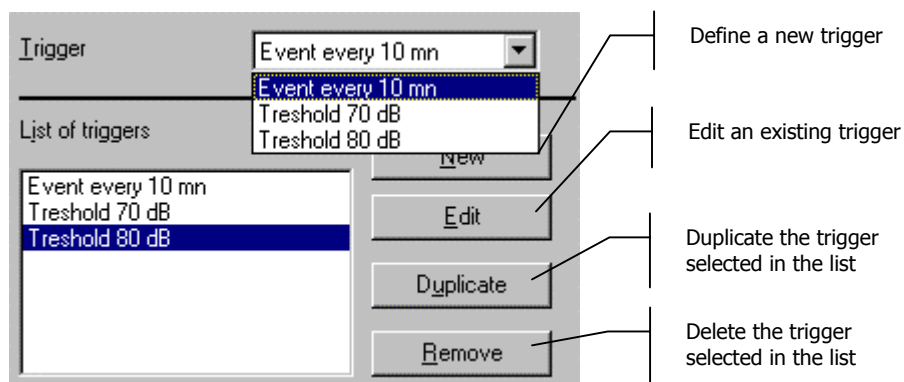 Trigger
Event every 10 mn
Event every 10 mn
Treshold 70 dB
Treshold 80 dB
List of triggers
Event every 10 mn
Treshold 70 dB
Treshold 80 dB
New
Edit
Duplicate
Remove
Define a new trigger
Edit an existing trigger
Duplicate the trigger
selected in the list
Delete the trigger
selected in the list